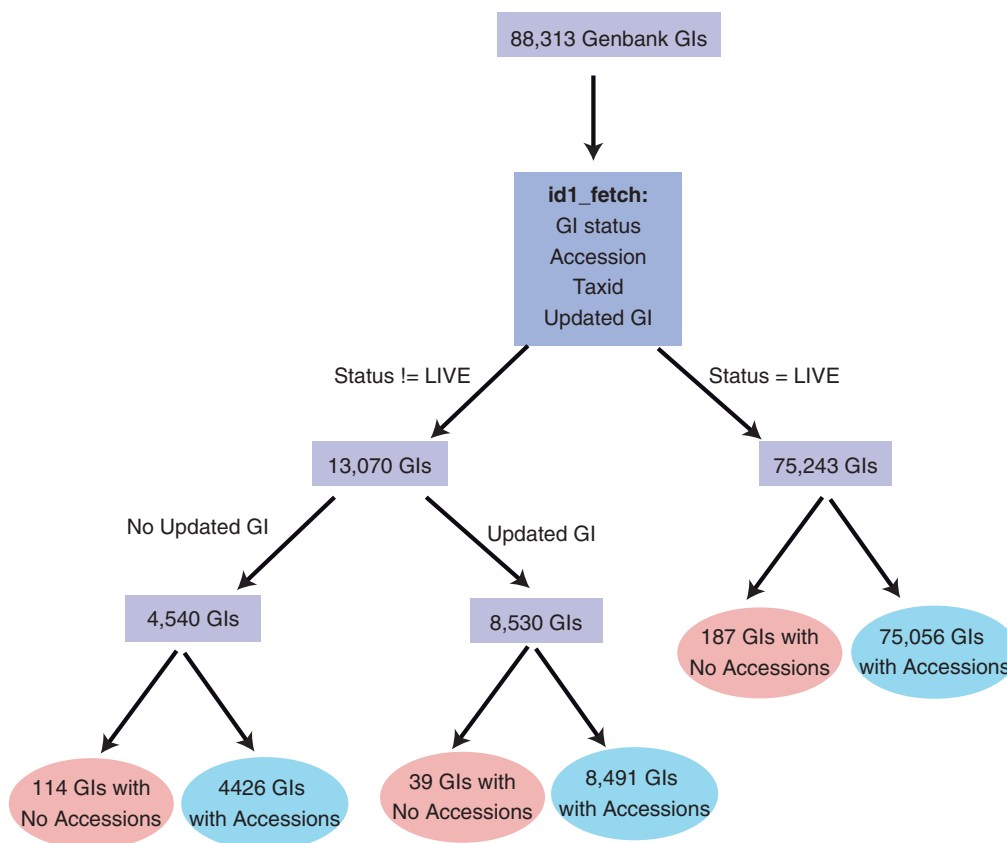 88,313 Genbank GIs
id1_fetch:
GI status
Accession
Taxid
Updated GI
Status != LIVE
Status = LIVE
13,070 GIs
75,243 GIs
No Updated GI
Updated GI
4,540 GIs
8,530 GIs
187 GIs with
No Accessions
75,056 GIs
with Accessions
114 GIs with
No Accessions
4426 GIs
with Accessions
39 GIs with
No Accessions
8,491 GIs
with Accessions